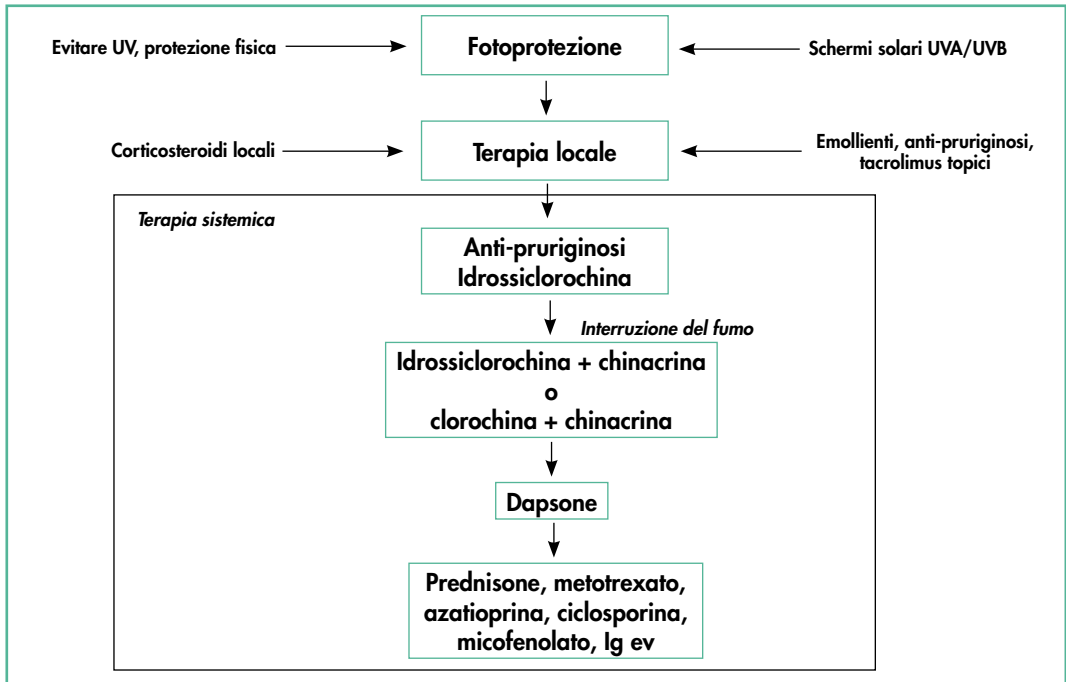 Evitare UV, protezione fisica
Fotoprotezione
Schermi solari UVA/UVB
Corticosteroidi locali
Terapia locale
Emollienti, anti-pruriginosi,
tacrolimus topici
Terapia sistemica
Anti-pruriginosi
Idrossiclorochina
Interruzione del fumo
Idrossiclorochina + chinacrina
o
clorochina + chinacrina
Dapsone
Prednisone, metotrexato,
azatioprina, ciclosporina,
micofenolato, Ig ev